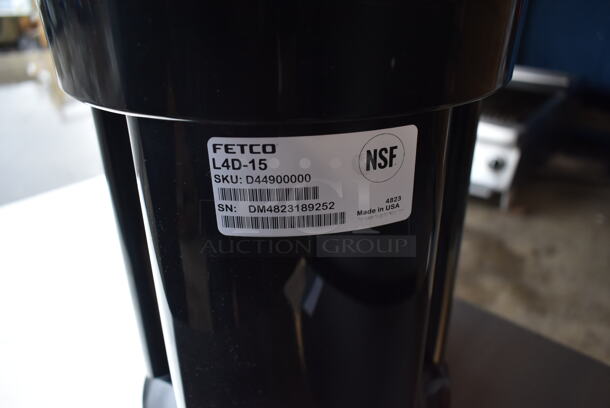 FETCO
L4D-15
SKU: D44900000
NSF
SN: DM4823189252
4823
Made in USA
AUCTION GROUP